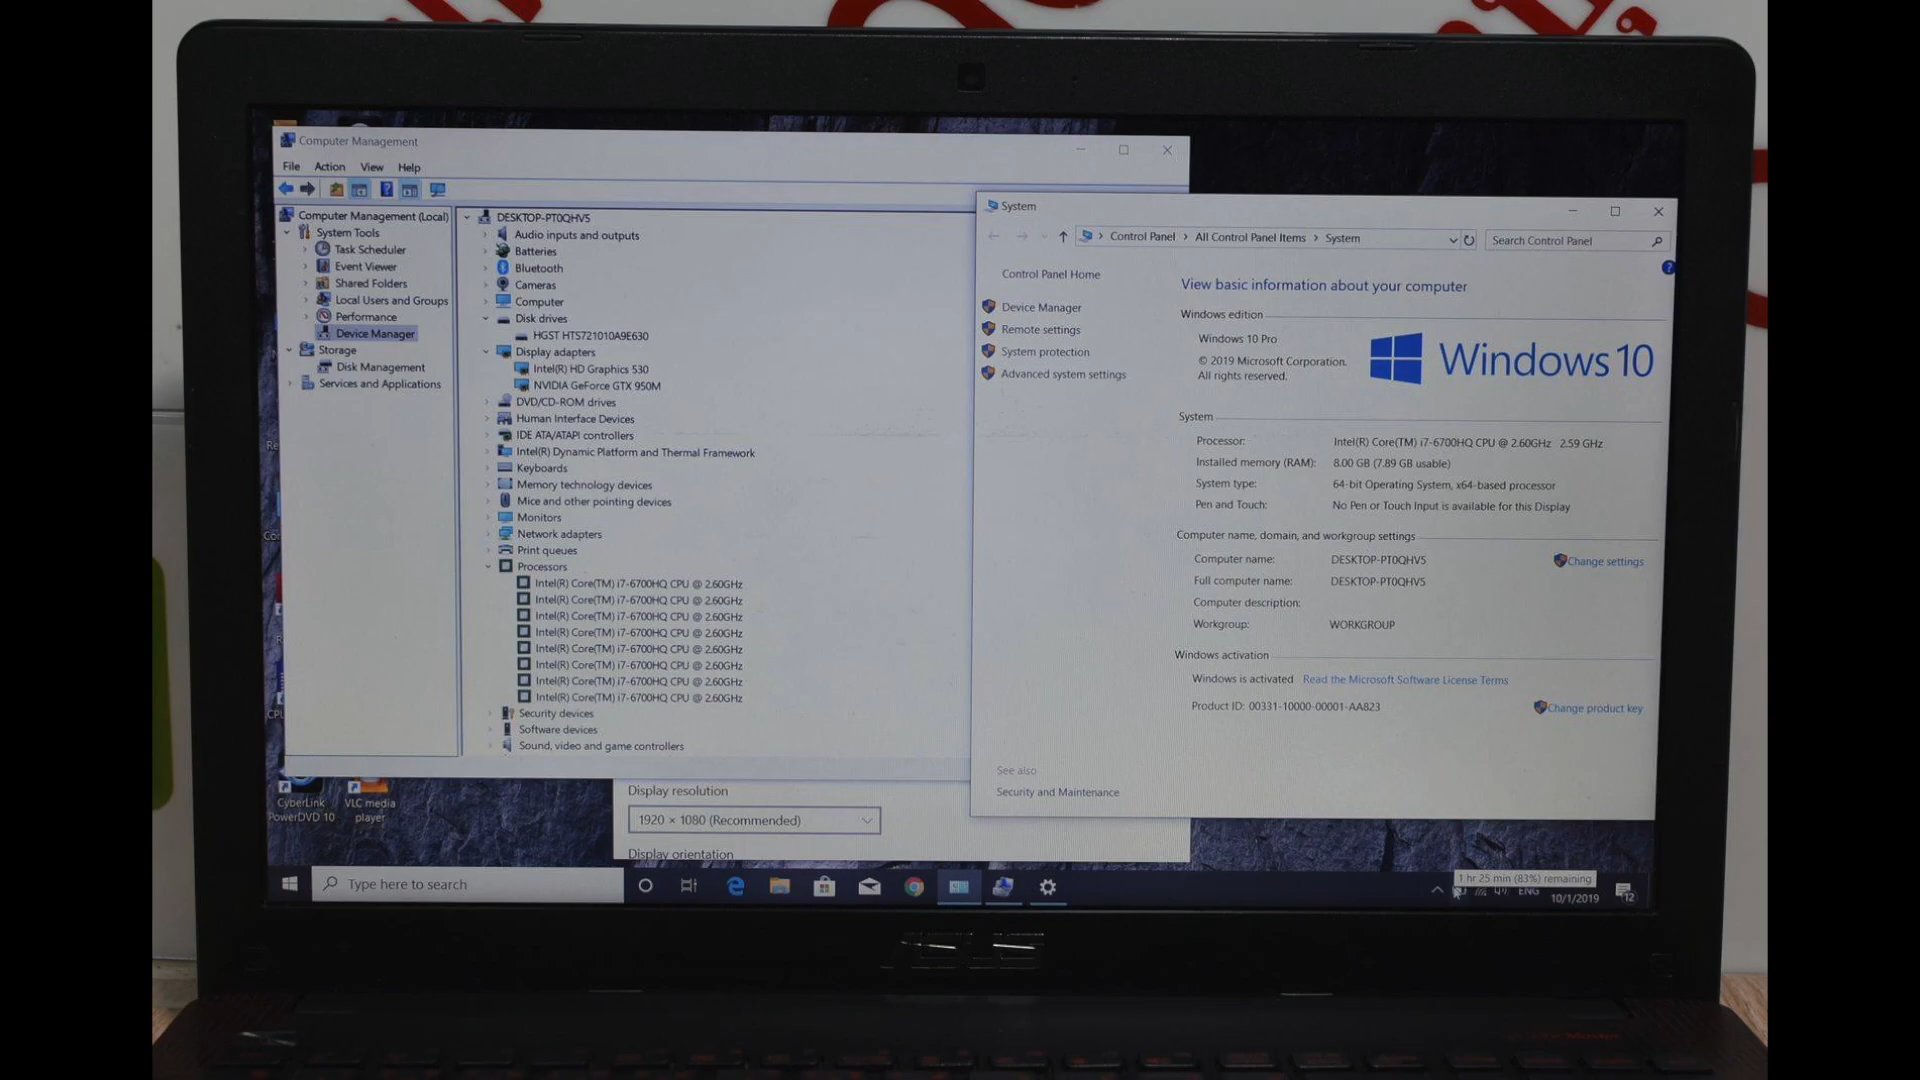 Computer Management
File Action View Help
Computer Management (Local)
System Tools
Task Scheduler
Event Viewer
Shared Folders
Local Users and Groups
Performance
Device Manager
Storage
Disk Management
Services and Applications
DESKTOP-PT0QHV5
Audio inputs and outputs
Batteries
Bluetooth
Cameras
Computer
Disk drives
HGST HTS721010A9E630
Display adapters
Intel(R) HD Graphics 530
NVIDIA GeForce GTX 950M
DVD/CD-ROM drives
Human Interface Devices
IDE ATA/ATAPI controllers
Intel(R) Dynamic Platform and Thermal Framework
Keyboards
Memory technology devices
Mice and other pointing devices
Monitors
Network adapters
Print queues
Processors
Intel(R) Core(TM) i7-6700HQ CPU @ 2.60GHz
Intel(R) Core(TM) i7-6700HQ CPU @ 2.60GHz
Intel(R) Core(TM) i7-6700HQ CPU @ 2.60GHz
Intel(R) Core(TM) i7-6700HQ CPU @ 2.60GHz
Intel(R) Core(TM) i7-6700HQ CPU @ 2.60GHz
Intel(R) Core(TM) i7-6700HQ CPU @ 2.60GHz
Intel(R) Core(TM) i7-6700HQ CPU @ 2.60GHz
Intel(R) Core(TM) i7-6700HQ CPU @ 2.60GHz
Security devices
Software devices
Sound, video and game controllers
System
Control Panel > All Control Panel Items > System
Search Control Panel
Control Panel Home
Device Manager
Remote settings
System protection
Advanced system settings
See also
Security and Maintenance
View basic information about your computer
Windows edition
Windows 10 Pro
© 2019 Microsoft Corporation.
All rights reserved.
Windows 10
System
Processor: Intel(R) Core(TM) i7-6700HQ CPU @ 2.60GHz 2.59 GHz
Installed memory (RAM): 8.00 GB (7.89 GB usable)
System type: 64-bit Operating System, x64-based processor
Pen and Touch: No Pen or Touch Input is available for this Display
Computer name, domain, and workgroup settings
Computer name: DESKTOP-PT0QHV5
Change settings
Full computer name: DESKTOP-PT0QHV5
Computer description:
Workgroup: WORKGROUP
Windows activation
Windows is activated Read the Microsoft Software License Terms
Product ID: 00331-10000-00001-AA823
Change product key
CyberLink
PowerDVD 10
VLC media
player
Display resolution
1920 × 1080 (Recommended)
Display orientation
Type here to search
1 hr 25 min (83%) remaining
ENG
10/1/2019
12
ASUS